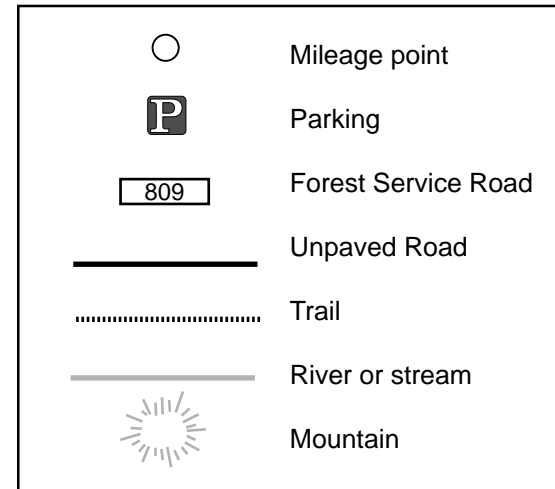 Mileage point
P Parking
809 Forest Service Road
Unpaved Road
Trail
River or stream
Mountain